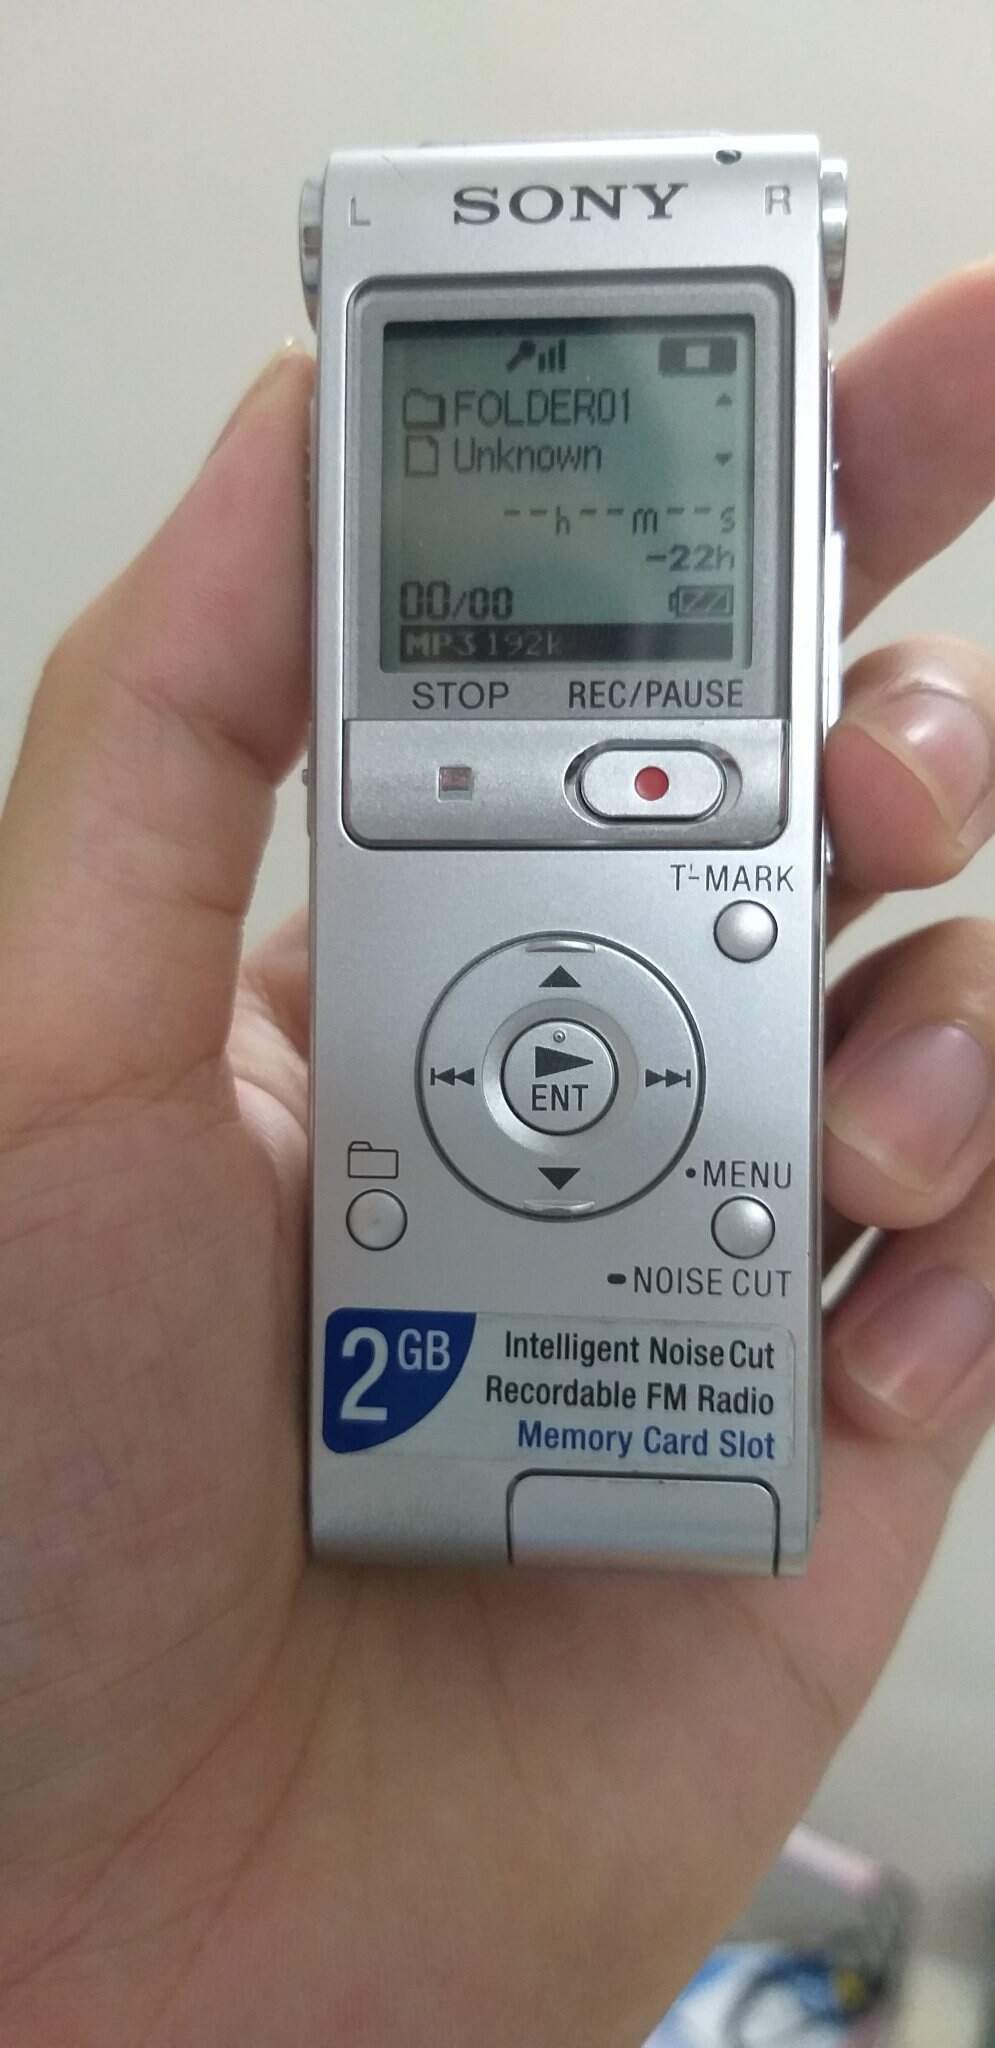 L SONY R
FOLDER01
Unknown
--h--m--s
-22h
00/00
MP3 192k
STOP REC/PAUSE
T-MARK
ENT
•MENU
NOISE CUT
2GB
Intelligent Noise Cut
Recordable FM Radio
Memory Card Slot